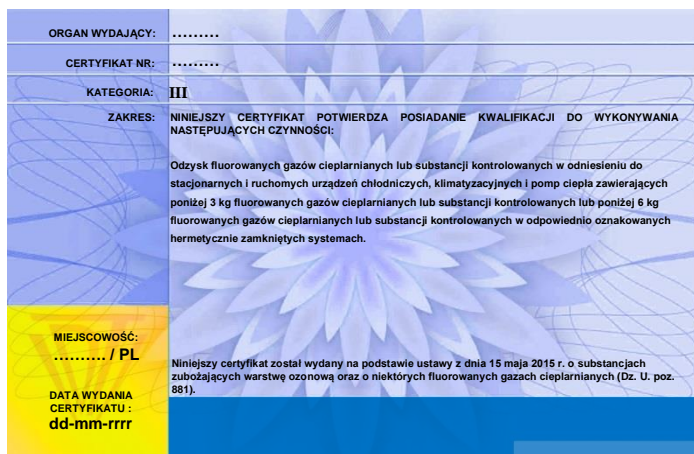 ORGAN WYDAJĄCY: .........
CERTYFIKAT NR: .........
KATEGORIA: III
ZAKRES: NINIEJSZY CERTYFIKAT POTWIERDZA POSIADANIE KWALIFIKACJI DO WYKONYWANIA
NASTĘPUJĄCYCH CZYNNOŚCI:
Odzysk fluorowanych gazów cieplarnianych lub substancji kontrolowanych w odniesieniu do
stacjonarnych i ruchomych urządzeń chłodniczych, klimatyzacyjnych i pomp ciepła zawierających
poniżej 3 kg fluorowanych gazów cieplarnianych lub substancji kontrolowanych lub poniżej 6 kg
fluorowanych gazów cieplarnianych lub substancji kontrolowanych w odpowiednio oznakowanych
hermetycznie zamkniętych systemach.
MIEJSCOWOŚĆ:
.......... / PL
Niniejszy certyfikat został wydany na podstawie ustawy z dnia 15 maja 2015 r. o substancjach
zubożających warstwę ozonową oraz o niektórych fluorowanych gazach cieplarnianych (Dz. U. poz.
881).
DATA WYDANIA
CERTYFIKATU :
dd-mm-rrrr